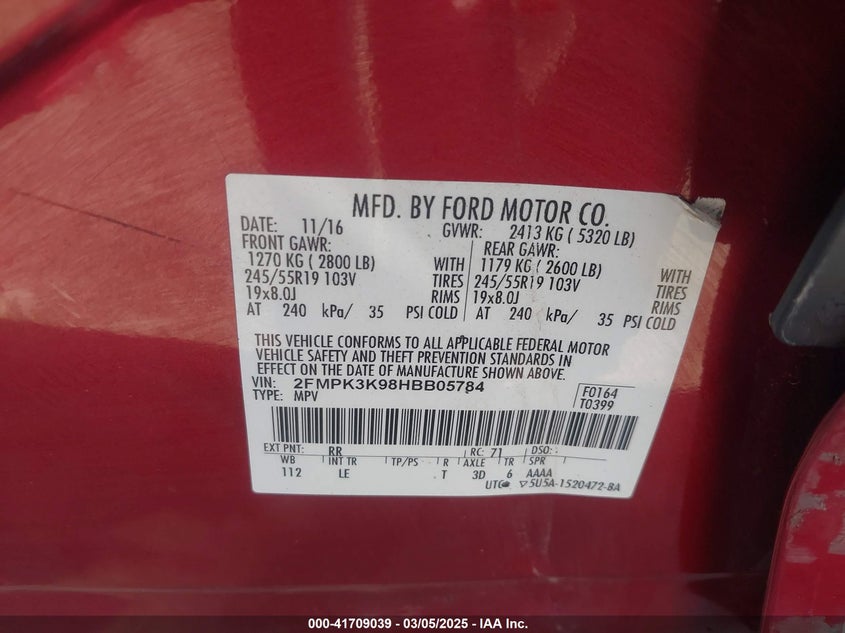 MFD. BY FORD MOTOR CO.
DATE: 11/16 GVWR: 2413 KG ( 5320 LB)
FRONT GAWR: REAR GAWR:
1270 KG ( 2800 LB) WITH 1179 KG ( 2600 LB) WITH
245/55R19 103V TIRES 245/55R19 103V TIRES
19x8.0J RIMS 19x8.0J RIMS
AT 240 kPa/ 35 PSI COLD AT 240 kPa/ 35 PSI COLD
THIS VEHICLE CONFORMS TO ALL APPLICABLE FEDERAL MOTOR
VEHICLE SAFETY AND THEFT PREVENTION STANDARDS IN
EFFECT ON THE DATE OF MANUFACTURE SHOWN ABOVE.
VIN: 2FMPK3K98HBB05784 F0164
TYPE: MPV T0399
EXT PNT: RR RC: 71 DSO:
WB INT TR TP/PS R AXLE TR SPR
112 LE T 3D 6 AAAA
UTC ▽5U5A-1520472-BA
000-41709039 — 03/05/2025 — IAA Inc.